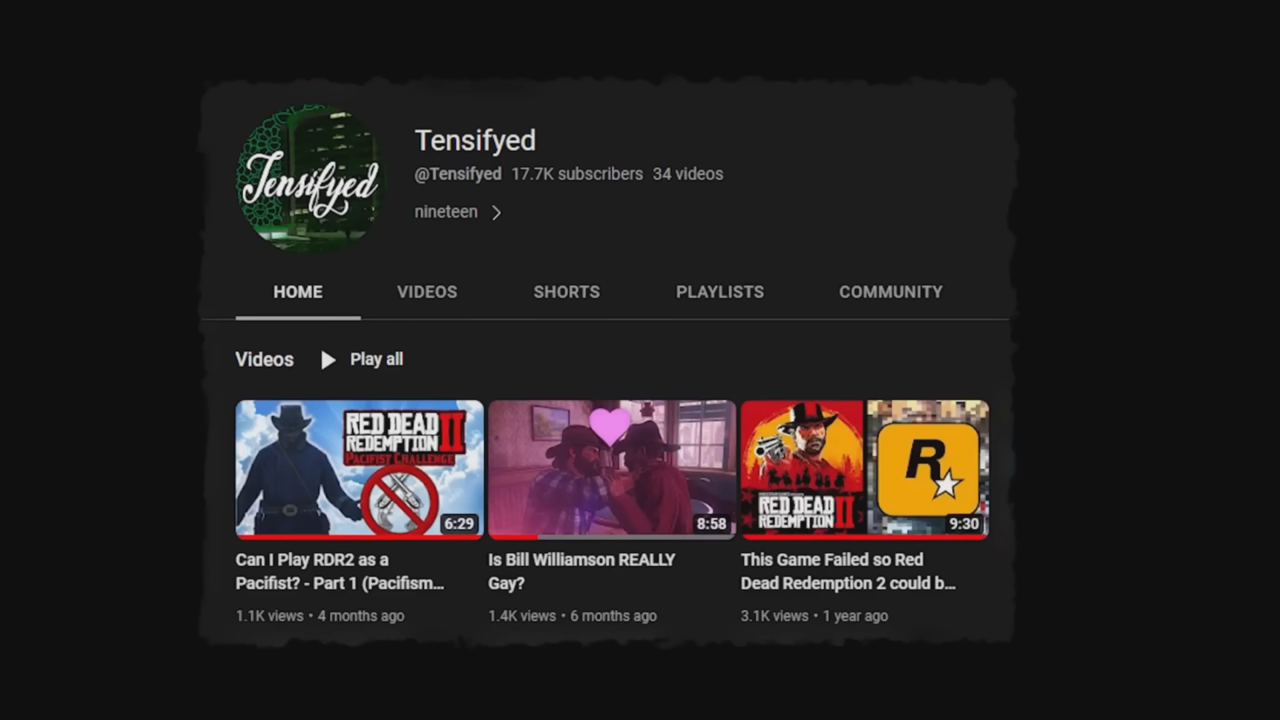 Tensifyed
Tensifyed
@Tensifyed 17.7K subscribers 34 videos
nineteen
HOME VIDEOS SHORTS PLAYLISTS COMMUNITY
Videos Play all
RED DEAD
REDEMPTION II
PACIFIST CHALLENGE
6:29
8:58
RED DEAD
REDEMPTION II
R
9:30
Can I Play RDR2 as a
Pacifist? - Part 1 (Pacifism...
1.1K views • 4 months ago
Is Bill Williamson REALLY
Gay?
1.4K views • 6 months ago
This Game Failed so Red
Dead Redemption 2 could b...
3.1K views • 1 year ago